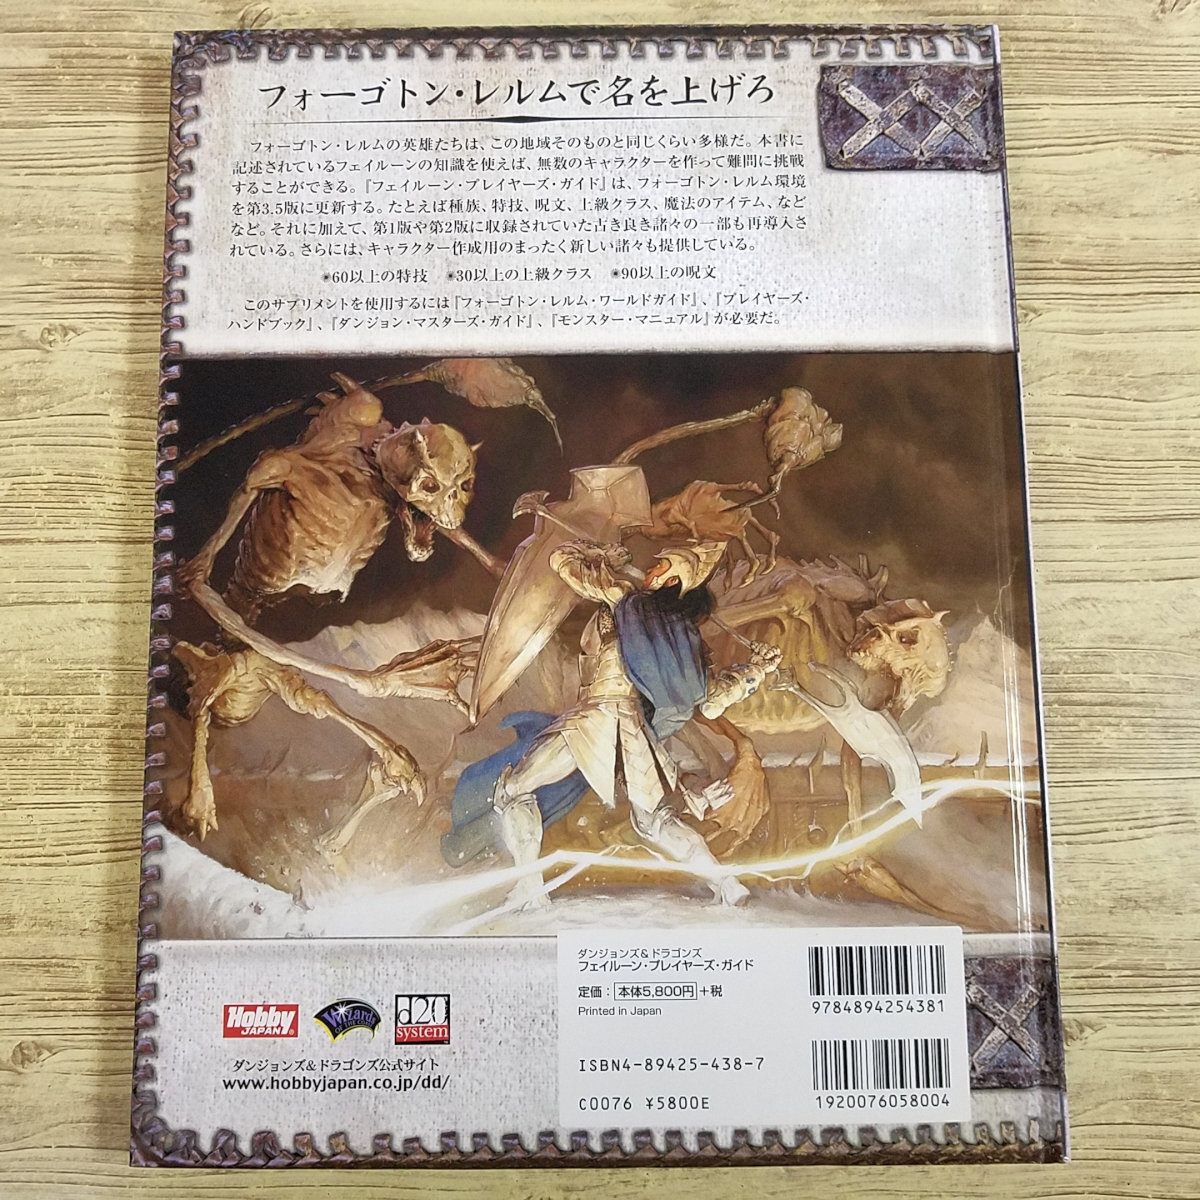 フォーゴトン・レルムで名を上げろ
フォーゴトン・レルムの英雄たちは、この地域そのものと同じくらい多様だ。本書に
記述されているフェイルーンの知識を使えば、無数のキャラクターを作って難問に挑戦
することができる。『フェイルーン・プレイヤーズ・ガイド』は、フォーゴトン・レルム環境
を第3.5版に更新する。たとえば種族、特技、呪文、上級クラス、魔法のアイテム、など
など。それに加えて、第1版や第2版に収録されていた古き良き諸々の一部も再導入さ
れている。さらには、キャラクター作成用のまったく新しい諸々も提供している。
●60以上の特技 ●30以上の上級クラス ●90以上の呪文
このサプリメントを使用するには『フォーゴトン・レルム・ワールドガイド』、『プレイヤーズ・
ハンドブック』、『ダンジョン・マスターズ・ガイド』、『モンスター・マニュアル』が必要だ。
Hobby
JAPAN
Wizards
OF THE COAST
d20
system
ダンジョンズ&ドラゴンズ公式サイト
www.hobbyjapan.co.jp/dd/
ダンジョンズ&ドラゴンズ
フェイルーン・プレイヤーズ・ガイド
定価：本体5,800円+税
Printed in Japan
9784894254381
ISBN4-89425-438-7
C0076 ¥5800E
1920076058004